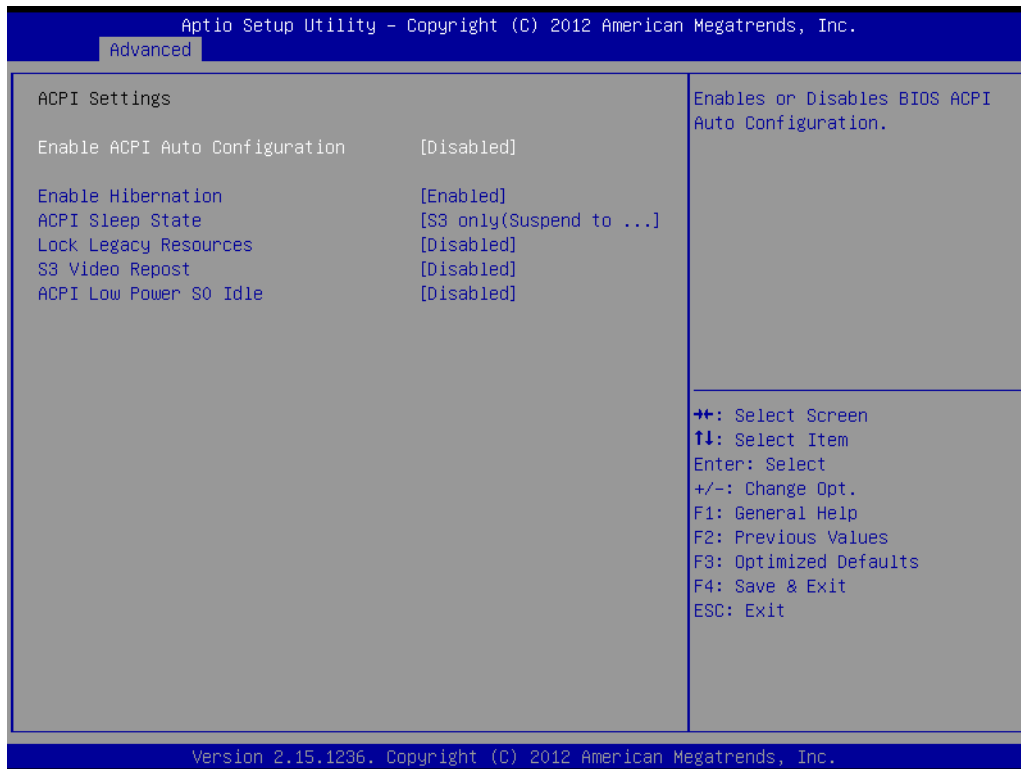 Aptio Setup Utility – Copyright (C) 2012 American Megatrends, Inc.
Advanced
ACPI Settings
Enable ACPI Auto Configuration [Disabled]
Enable Hibernation [Enabled]
ACPI Sleep State [S3 only(Suspend to ...]
Lock Legacy Resources [Disabled]
S3 Video Repost [Disabled]
ACPI Low Power S0 Idle [Disabled]
Enables or Disables BIOS ACPI
Auto Configuration.
→←: Select Screen
↑↓: Select Item
Enter: Select
+/-: Change Opt.
F1: General Help
F2: Previous Values
F3: Optimized Defaults
F4: Save & Exit
ESC: Exit
Version 2.15.1236. Copyright (C) 2012 American Megatrends, Inc.